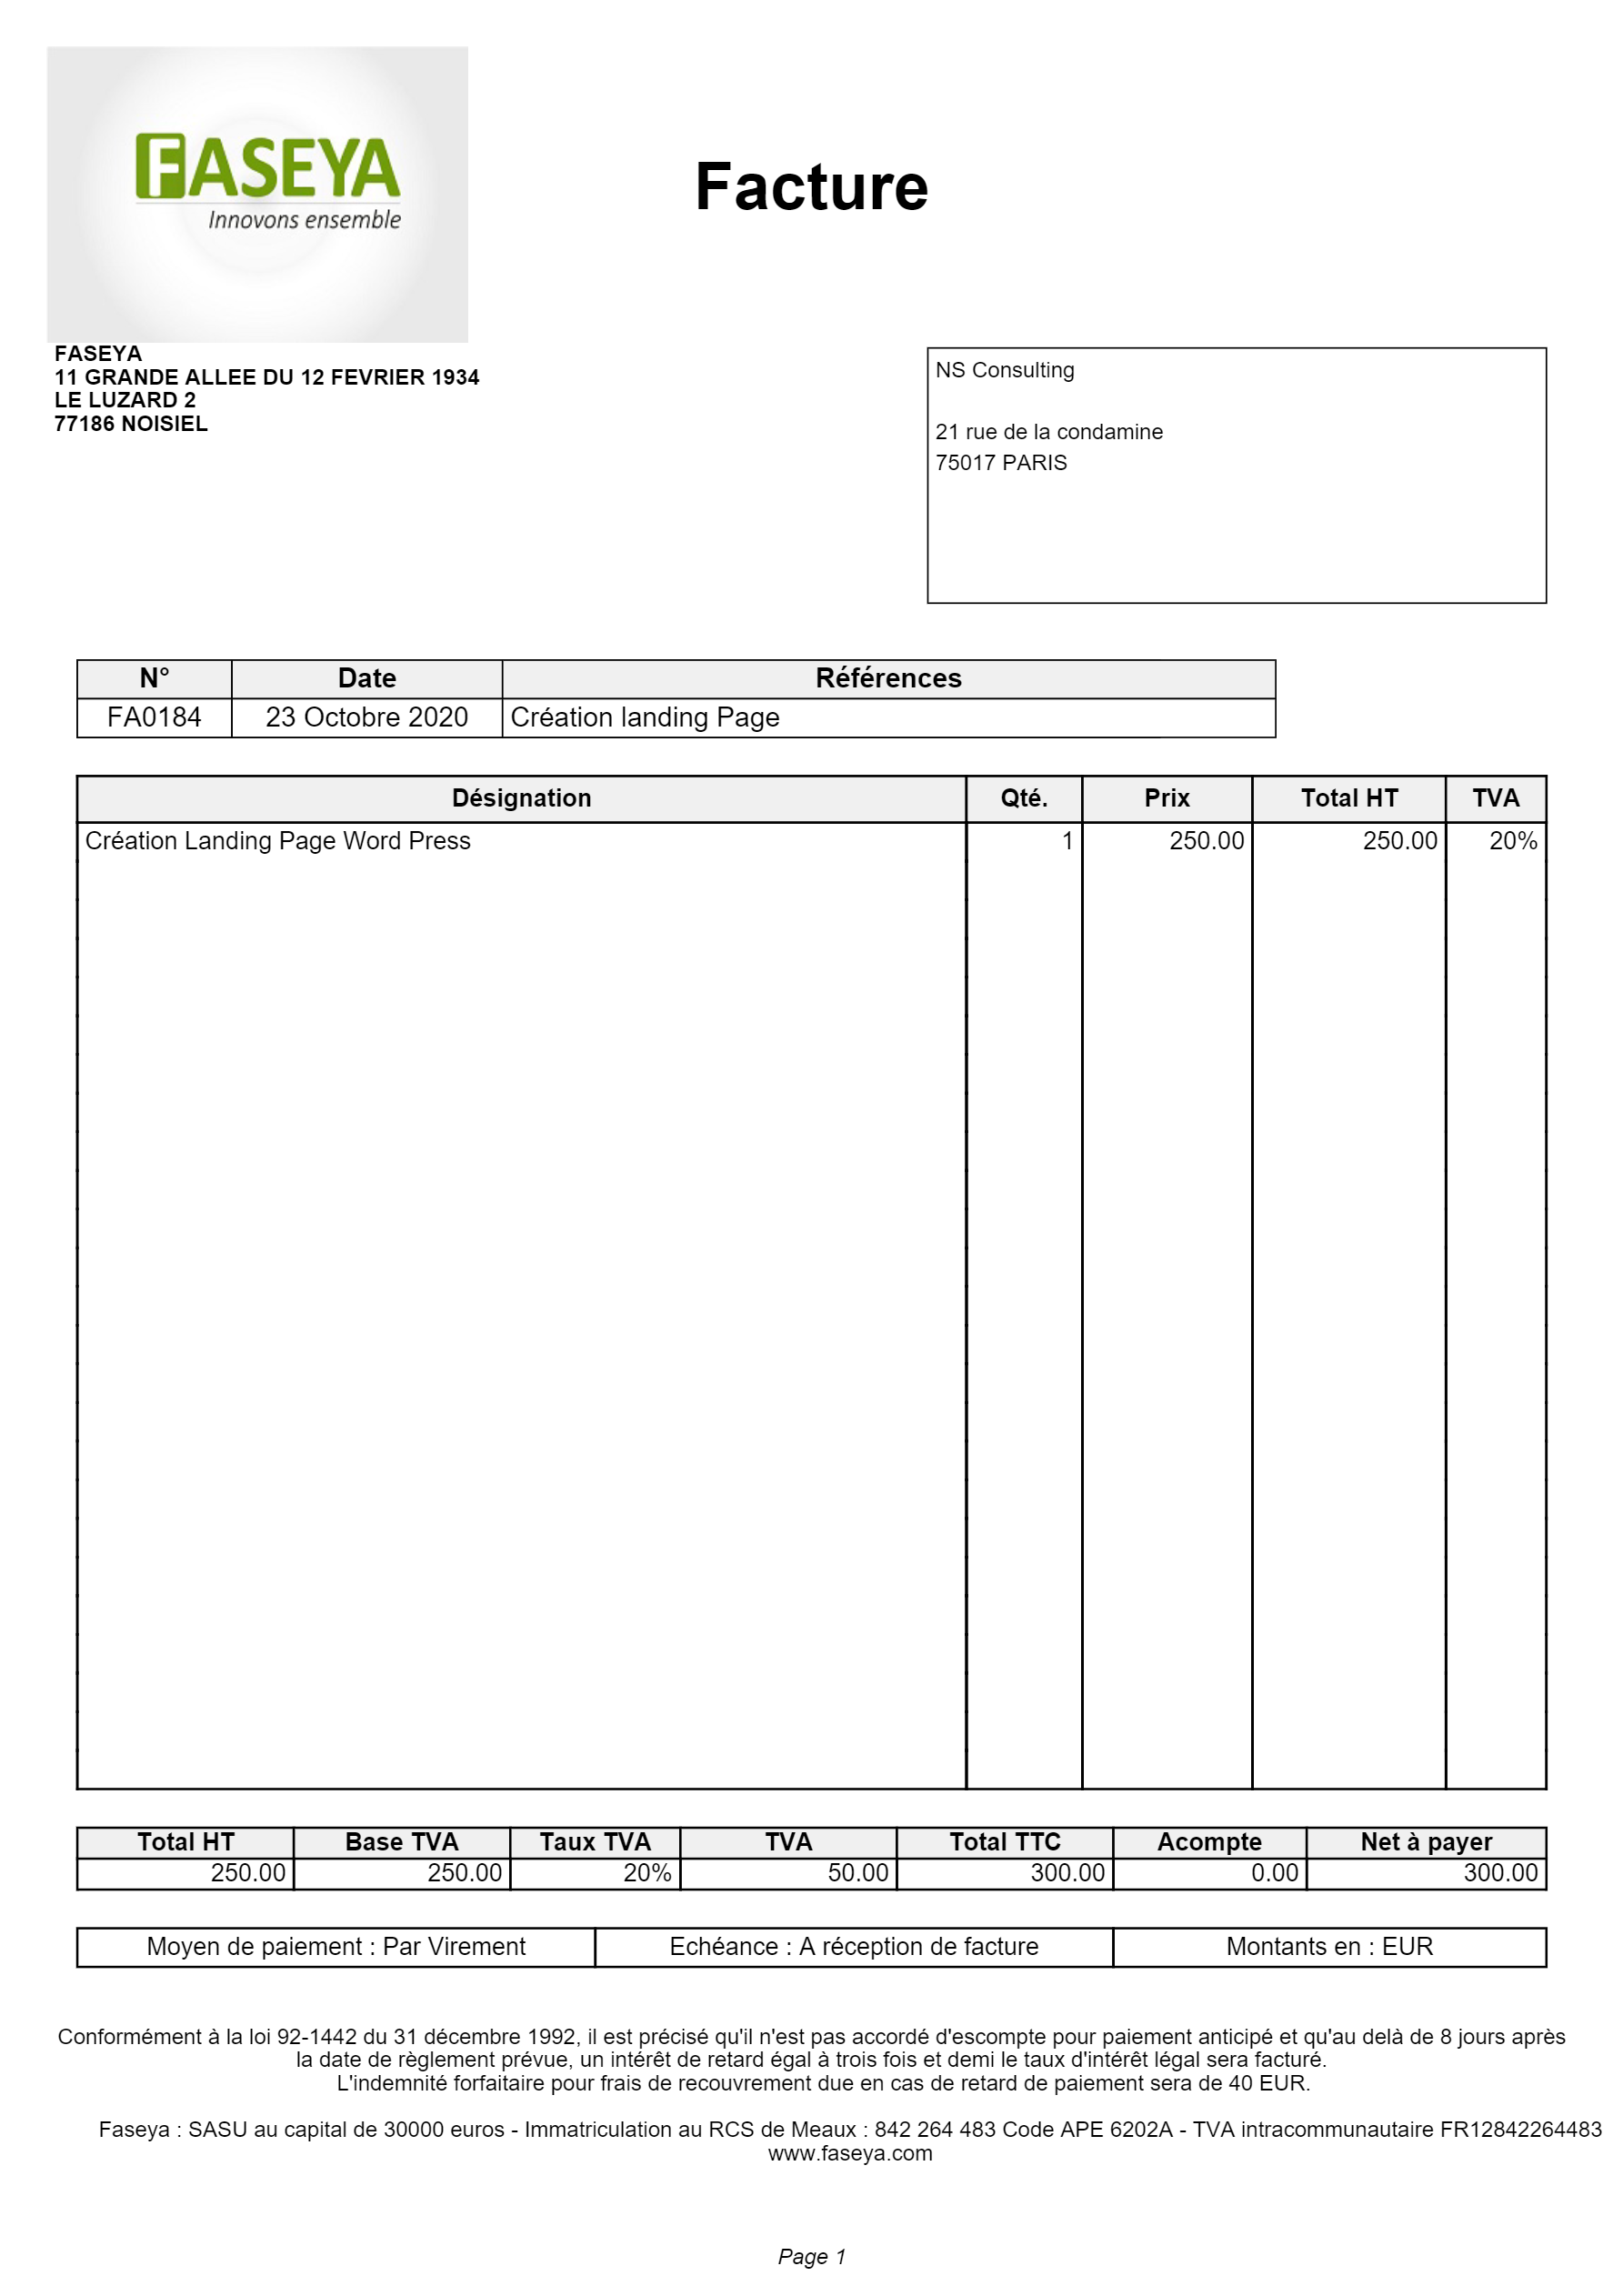 FASEYA
Innovons ensemble
Facture
FASEYA
11 GRANDE ALLEE DU 12 FEVRIER 1934
LE LUZARD 2
77186 NOISIEL
NS Consulting
21 rue de la condamine
75017 PARIS
N° Date Références
FA0184 23 Octobre 2020 Création landing Page
Désignation Qté. Prix Total HT TVA
Création Landing Page Word Press 1 250.00 250.00 20%
Total HT Base TVA Taux TVA TVA Total TTC Acompte Net à payer
250.00 250.00 20% 50.00 300.00 0.00 300.00
Moyen de paiement : Par Virement Echéance : A réception de facture Montants en : EUR
Conformément à la loi 92-1442 du 31 décembre 1992, il est précisé qu'il n'est pas accordé d'escompte pour paiement anticipé et qu'au delà de 8 jours après
la date de règlement prévue, un intérêt de retard égal à trois fois et demi le taux d'intérêt légal sera facturé.
L'indemnité forfaitaire pour frais de recouvrement due en cas de retard de paiement sera de 40 EUR.
Faseya : SASU au capital de 30000 euros - Immatriculation au RCS de Meaux : 842 264 483 Code APE 6202A - TVA intracommunautaire FR12842264483
www.faseya.com
Page 1